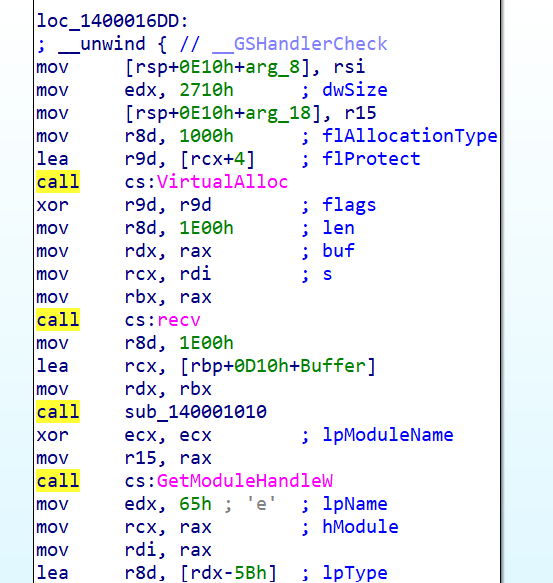 loc_1400016DD:
; __unwind { // __GSHandlerCheck
mov [rsp+0E10h+arg_8], rsi
mov edx, 2710h ; dwSize
mov [rsp+0E10h+arg_18], r15
mov r8d, 1000h ; flAllocationType
lea r9d, [rcx+4] ; flProtect
call cs:VirtualAlloc
xor r9d, r9d ; flags
mov r8d, 1E00h ; len
mov rdx, rax ; buf
mov rcx, rdi ; s
mov rbx, rax
call cs:recv
mov r8d, 1E00h
lea rcx, [rbp+0D10h+Buffer]
mov rdx, rbx
call sub_140001010
xor ecx, ecx ; lpModuleName
mov r15, rax
call cs:GetModuleHandleW
mov edx, 65h ; 'e' ; lpName
mov rcx, rax ; hModule
mov rdi, rax
lea r8d, [rdx-5Bh] ; lpType